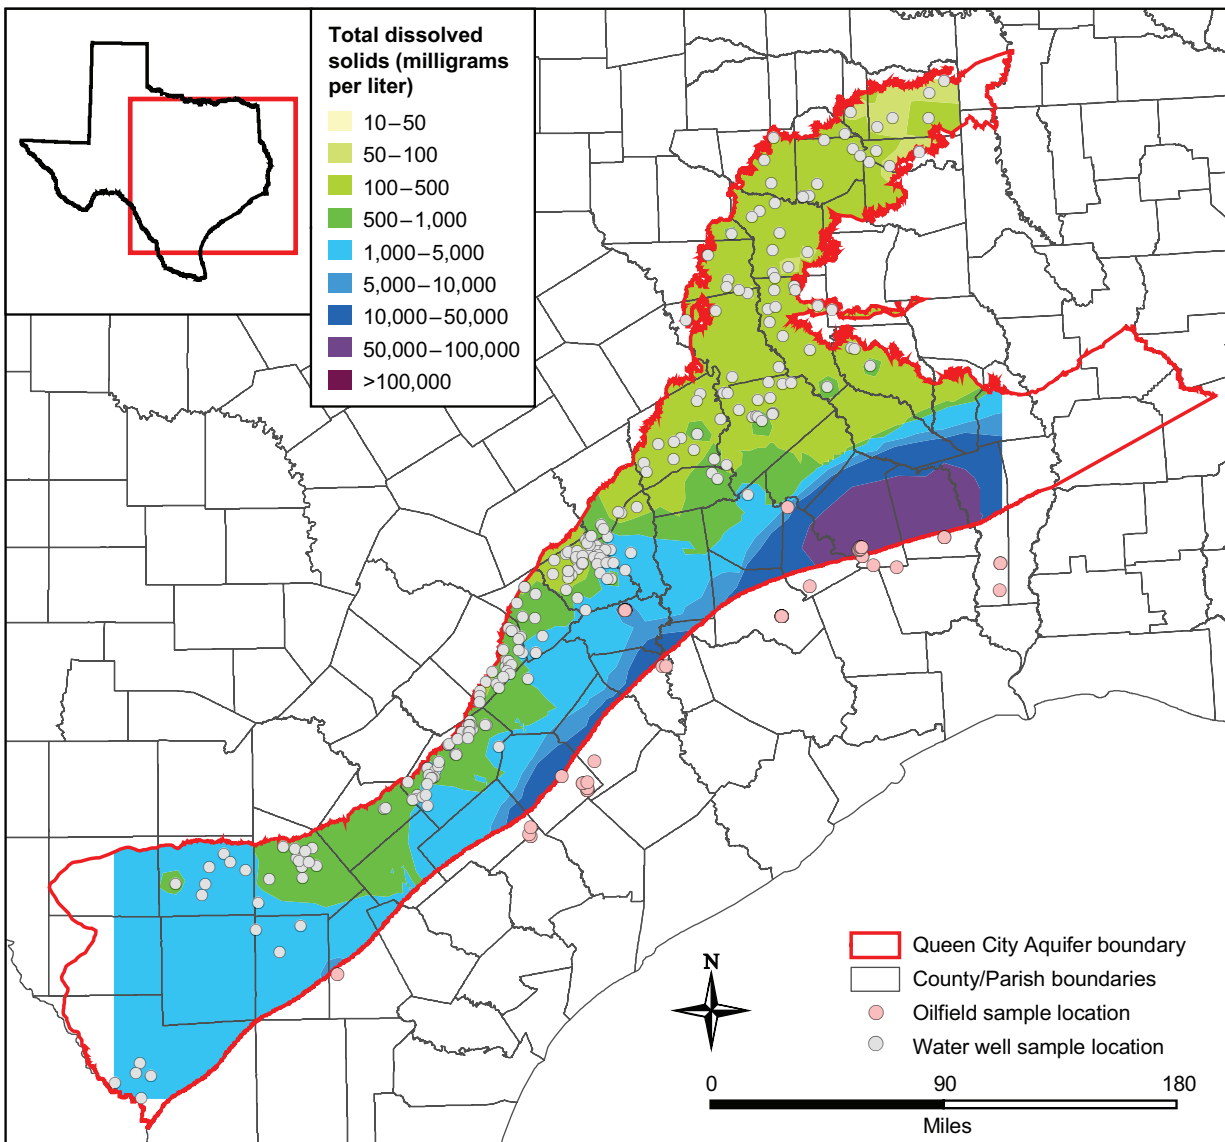 Total dissolved
solids (milligrams
per liter)
10–50
50–100
100–500
500–1,000
1,000–5,000
5,000–10,000
10,000–50,000
50,000–100,000
>100,000
Queen City Aquifer boundary
County/Parish boundaries
Oilfield sample location
Water well sample location
N
0 90 180
Miles